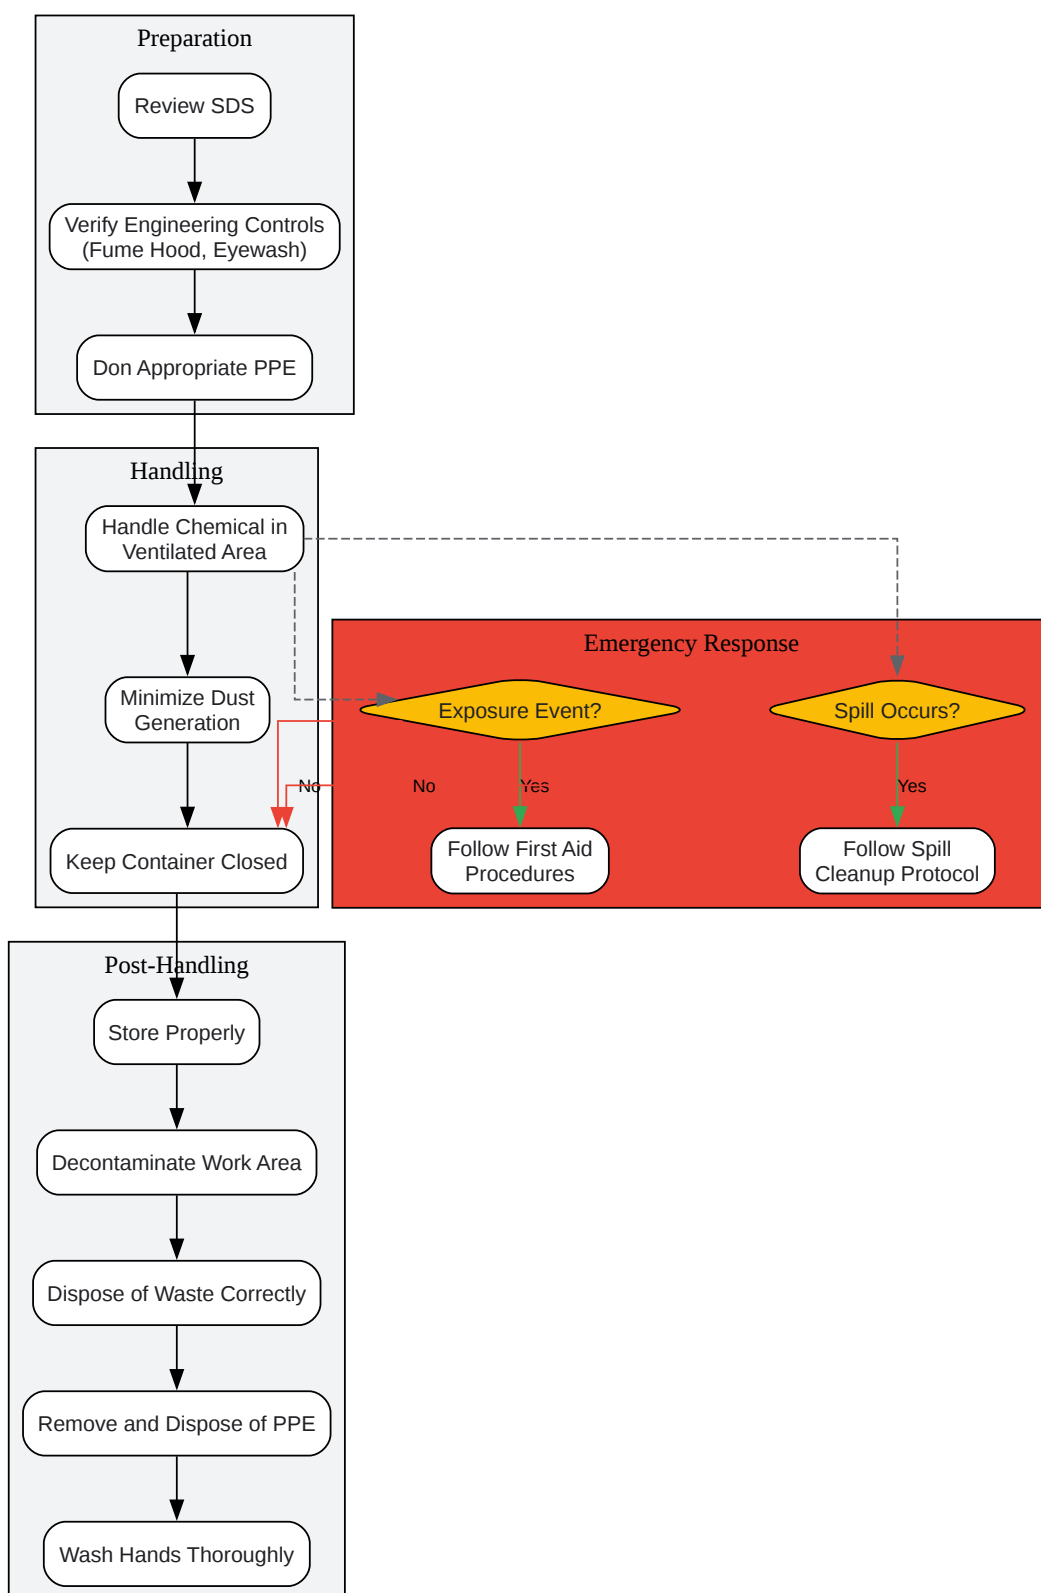 Preparation
Review SDS
Verify Engineering Controls
(Fume Hood, Eyewash)
Don Appropriate PPE
Handling
Handle Chemical in
Ventilated Area
Emergency Response
Minimize Dust
Generation
Exposure Event?
Spill Occurs?
No
No
Yes
Yes
Keep Container Closed
Follow First Aid
Procedures
Follow Spill
Cleanup Protocol
Post-Handling
Store Properly
Decontaminate Work Area
Dispose of Waste Correctly
Remove and Dispose of PPE
Wash Hands Thoroughly